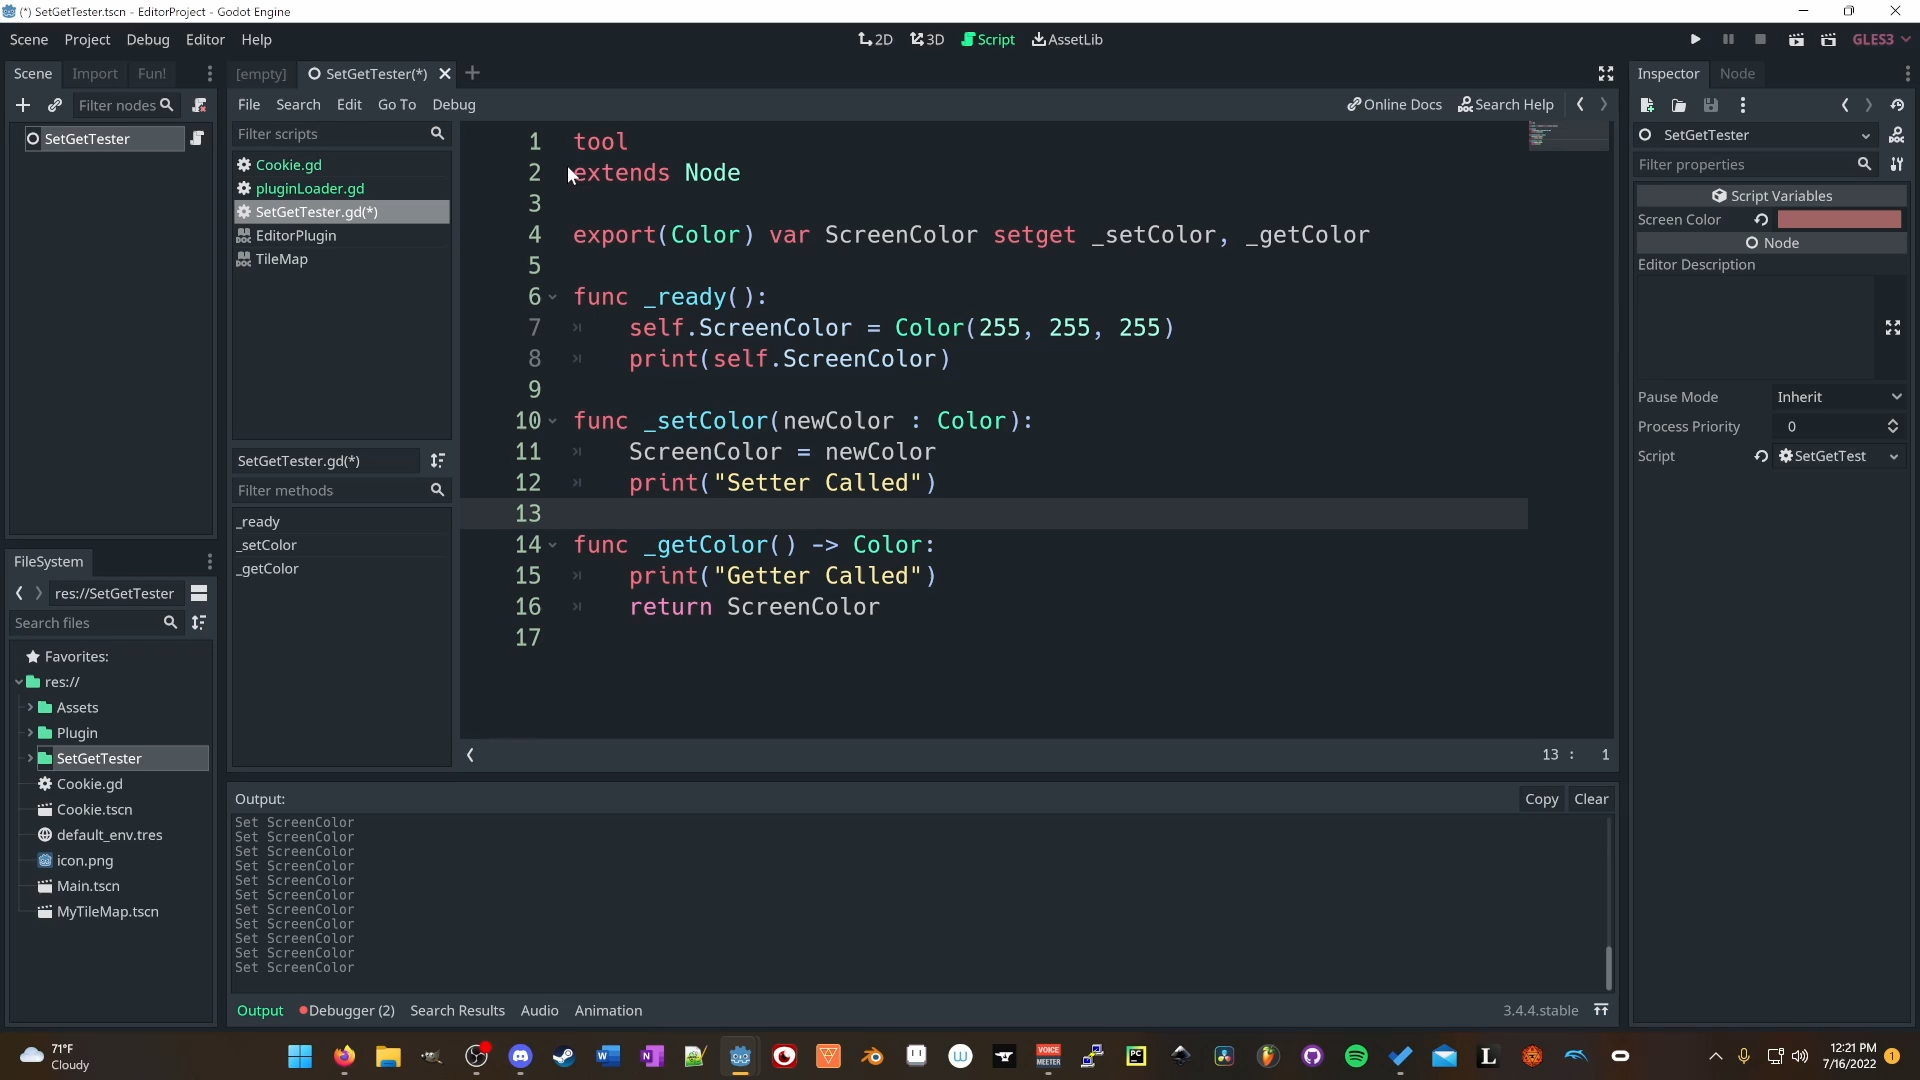 (*) SetGetTester.tscn - EditorProject - Godot Engine
Scene Project Debug Editor Help
2D 3D Script AssetLib
GLES3
Scene Import Fun!
[empty] SetGetTester(*)
Inspector Node
Filter nodes
File Search Edit Go To Debug
Online Docs Search Help
SetGetTester
Filter scripts
Cookie.gd
pluginLoader.gd
SetGetTester.gd(*)
EditorPlugin
TileMap
SetGetTester.gd(*)
Filter methods
_ready
_setColor
_getColor
1 tool
2 extends Node
3
4 export(Color) var ScreenColor setget _setColor, _getColor
5
6 func _ready():
7 self.ScreenColor = Color(255, 255, 255)
8 print(self.ScreenColor)
9
10 func _setColor(newColor : Color):
11 ScreenColor = newColor
12 print("Setter Called")
13
14 func _getColor() -> Color:
15 print("Getter Called")
16 return ScreenColor
17
13 : 1
SetGetTester
Filter properties
Script Variables
Screen Color
Node
Editor Description
Pause Mode Inherit
Process Priority 0
Script SetGetTest
FileSystem
res://SetGetTester
Search files
Favorites:
res://
Assets
Plugin
SetGetTester
Cookie.gd
Cookie.tscn
default_env.tres
icon.png
Main.tscn
MyTileMap.tscn
Output:
Copy Clear
Set ScreenColor
Set ScreenColor
Set ScreenColor
Set ScreenColor
Set ScreenColor
Set ScreenColor
Set ScreenColor
Set ScreenColor
Set ScreenColor
Set ScreenColor
Set ScreenColor
Output Debugger (2) Search Results Audio Animation
3.4.4.stable
71°F
Cloudy
VOICE
MEETER
PC
L
12:21 PM
7/16/2022
1